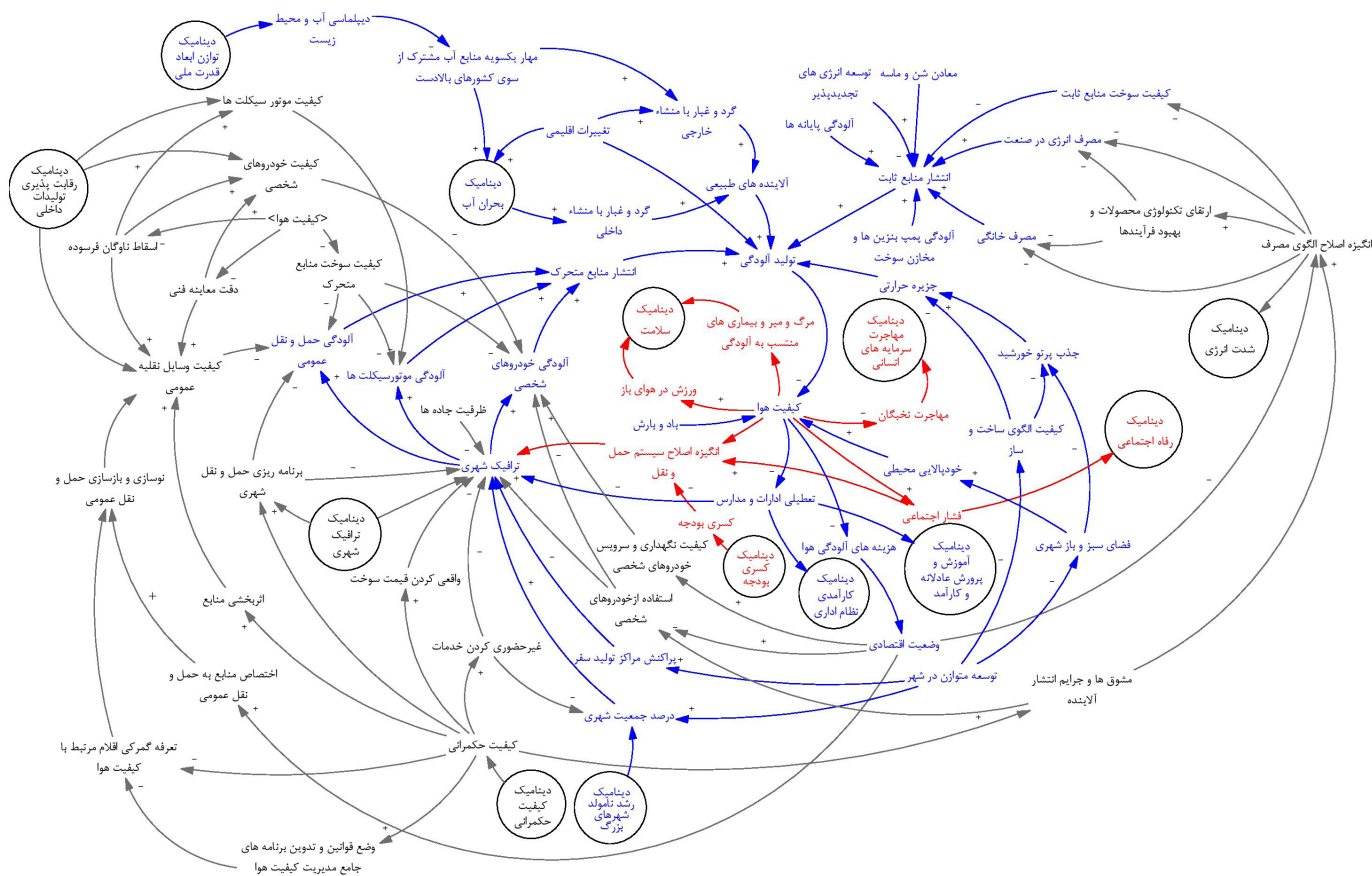 دینامیک
توازن ابعاد
قدرت ملی
دیپلماسی آب و محیط
زیست
مهار یکسویه منابع آب مشترک از
سوی کشورهای بالادست
گرد و غبار با منشاء
خارجی
تغییرات اقلیمی
دینامیک
بحران آب
گرد و غبار با منشاء
داخلی
آلاینده های طبیعی
معادن شن و ماسه
توسعه انرژی های
تجدیدپذیر
آلودگی پایانه ها
کیفیت سوخت منابع ثابت
مصرف انرژی در صنعت
انتشار منابع ثابت
ارتقای تکنولوژی محصولات و
بهبود فرآیندها
مصرف خانگی
آلودگی پمپ بنزین ها و
مخازن سوخت
انگیزه اصلاح الگوی مصرف
دینامیک
شدت انرژی
کیفیت موتور سیکلت ها
دینامیک
رقابت پذیری
تولیدات
داخلی
کیفیت خودروهای
شخصی
<کیفیت هوا>
اسقاط ناوگان فرسوده
کیفیت سوخت منابع
متحرک
دقت معاینه فنی
انتشار منابع متحرک
تولید آلودگی
جزیره حرارتی
کیفیت وسایل نقلیه
عمومی
آلودگی حمل و نقل
عمومی
آلودگی موتورسیکلت ها
آلودگی خودروهای
شخصی
دینامیک
سلامت
مرگ و میر و بیماری های
منتسب به آلودگی
دینامیک
مهاجرت
سرمایه های
انسانی
جذب پرتو خورشید
ورزش در هوای باز
کیفیت هوا
مهاجرت نخبگان
باد و بارش
ظرفیت جاده ها
کیفیت الگوی ساخت و
ساز
دینامیک
رفاه اجتماعی
انگیزه اصلاح سیستم حمل
و نقل
ترافیک شهری
خودپالایی محیطی
برنامه ریزی حمل و نقل
شهری
نوسازی و بازسازی حمل و
نقل عمومی
تعطیلی ادارات و مدارس
فشار اجتماعی
کسری بودجه
دینامیک
ترافیک
شهری
کیفیت نگهداری و سرویس
خودروهای شخصی
دینامیک
کسری
بودجه
هزینه های آلودگی هوا
دینامیک
کارآمدی
نظام اداری
دینامیک
آموزش و
پرورش عادلانه
و کارآمد
فضای سبز و باز شهری
واقعی کردن قیمت سوخت
اثربخشی منابع
استفاده ازخودروهای
شخصی
غیرحضوری کردن خدمات
وضعیت اقتصادی
پراکنش مراکز تولید سفر
توسعه متوازن در شهر
مشوق ها و جرایم انتشار
آلاینده
اختصاص منابع به حمل و
نقل عمومی
درصد جمعیت شهری
کیفیت حکمرانی
تعرفه گمرکی اقلام مرتبط با
کیفیت هوا
دینامیک
کیفیت
حکمرانی
دینامیک
رشد نامولد
شهرهای
بزرگ
وضع قوانین و تدوین برنامه های
جامع مدیریت کیفیت هوا